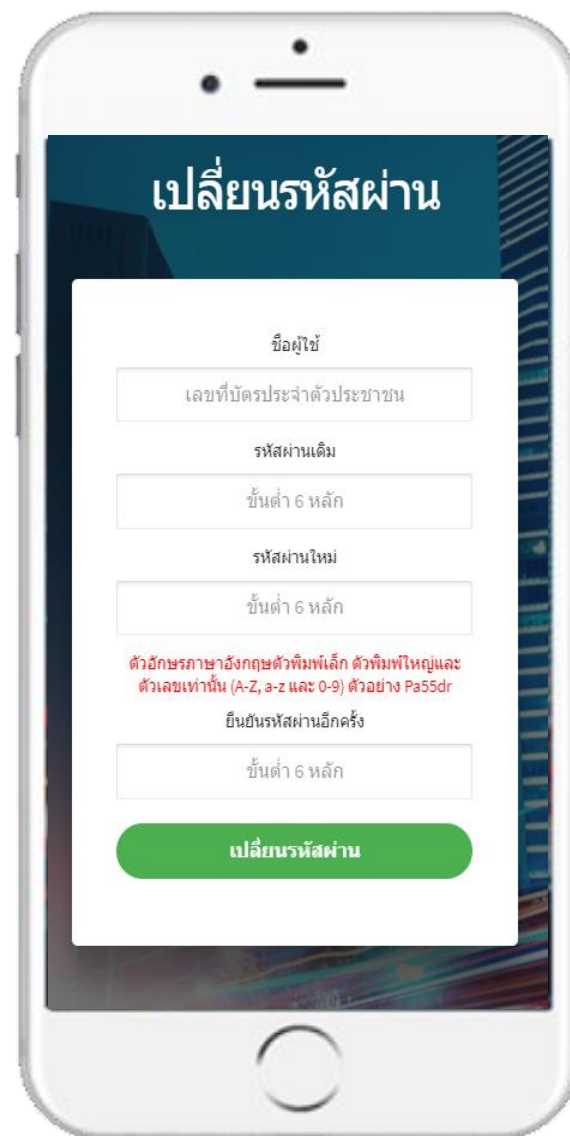 เปลี่ยนรหัสผ่าน
ชื่อผู้ใช้
เลขที่บัตรประจำตัวประชาชน
รหัสผ่านเดิม
ขั้นต่ำ 6 หลัก
รหัสผ่านใหม่
ขั้นต่ำ 6 หลัก
ตัวอักษรภาษาอังกฤษตัวพิมพ์เล็ก ตัวพิมพ์ใหญ่และ
ตัวเลขเท่านั้น (A-Z, a-z และ 0-9) ตัวอย่าง Pa55dr
ยืนยันรหัสผ่านอีกครั้ง
ขั้นต่ำ 6 หลัก
เปลี่ยนรหัสผ่าน